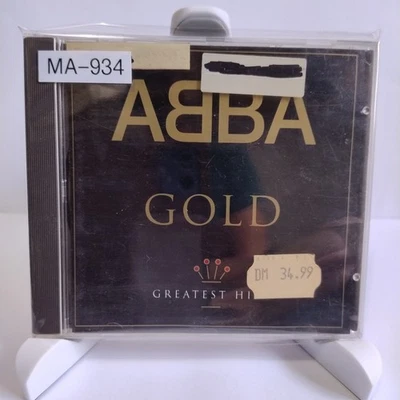 MA-934
ABBA
GOLD
GREATEST HI
DM 34.99